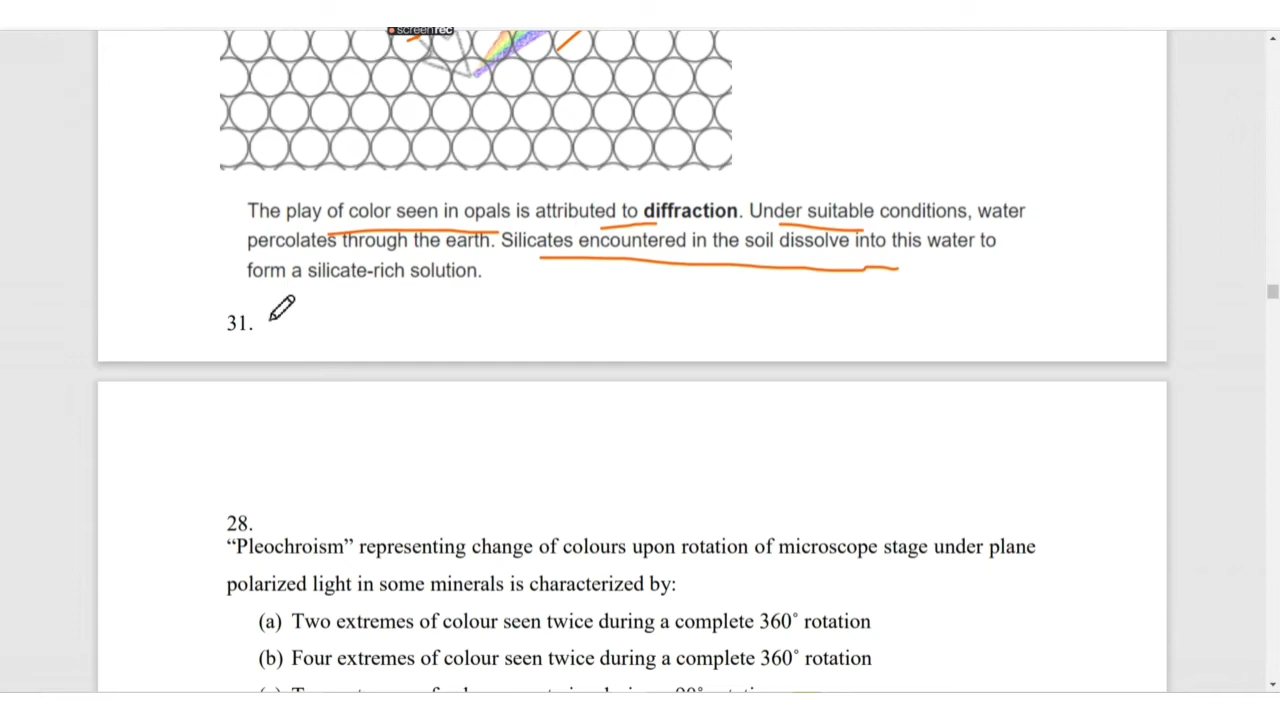 screenrec
The play of color seen in opals is attributed to diffraction. Under suitable conditions, water
percolates through the earth. Silicates encountered in the soil dissolve into this water to
form a silicate-rich solution.
31.
28.
“Pleochroism” representing change of colours upon rotation of microscope stage under plane
polarized light in some minerals is characterized by:
(a) Two extremes of colour seen twice during a complete 360° rotation
(b) Four extremes of colour seen twice during a complete 360° rotation